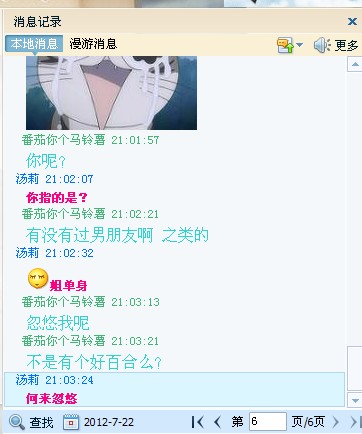 消息记录
本地消息 漫游消息 更多
番茄你个马铃薯 21:01:57
你呢?
汤莉 21:02:07
你指的是?
番茄你个马铃薯 21:02:21
有没有过男朋友啊 之类的
汤莉 21:02:32
姐单身
番茄你个马铃薯 21:03:13
忽悠我呢
番茄你个马铃薯 21:03:21
不是有个好百合么?
汤莉 21:03:24
何来忽悠
查找 2012-7-22 第 6 页/6页